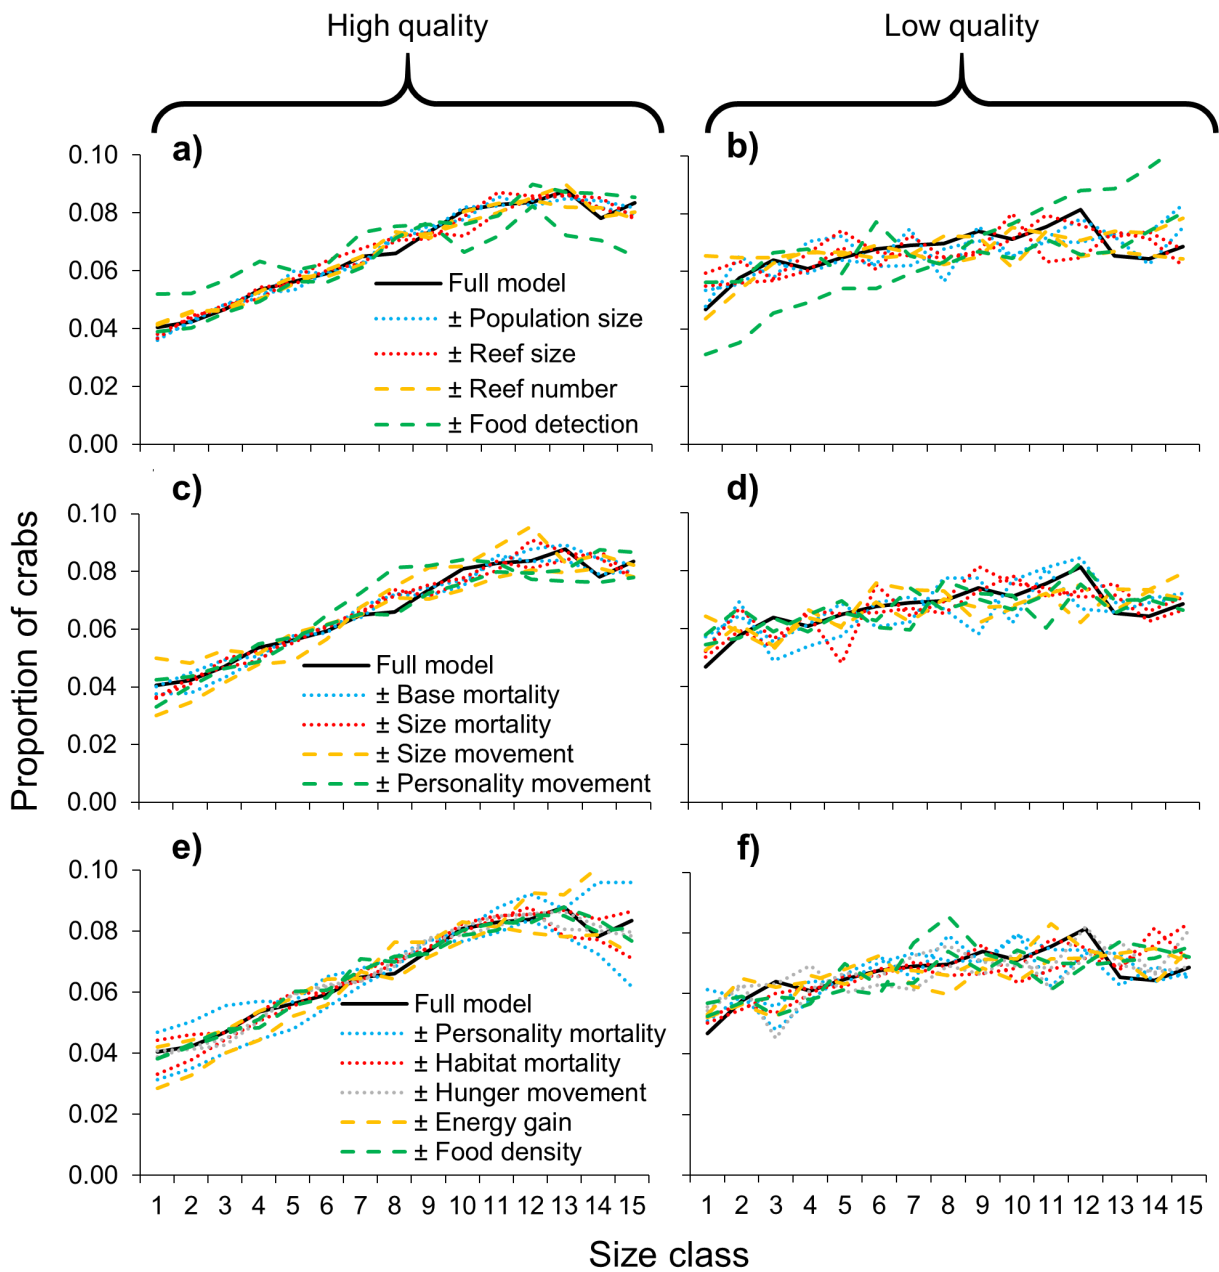 High quality
Low quality
a)
b)
0.10
0.08
0.06
0.04
0.02
0.00
Full model
± Population size
± Reef size
± Reef number
± Food detection
c)
d)
0.10
0.08
0.06
0.04
0.02
0.00
Full model
± Base mortality
± Size mortality
± Size movement
± Personality movement
Proportion of crabs
e)
f)
0.10
0.08
0.06
0.04
0.02
0.00
Full model
± Personality mortality
± Habitat mortality
± Hunger movement
± Energy gain
± Food density
1 2 3 4 5 6 7 8 9 10 11 12 13 14 15
1 2 3 4 5 6 7 8 9 10 11 12 13 14 15
Size class